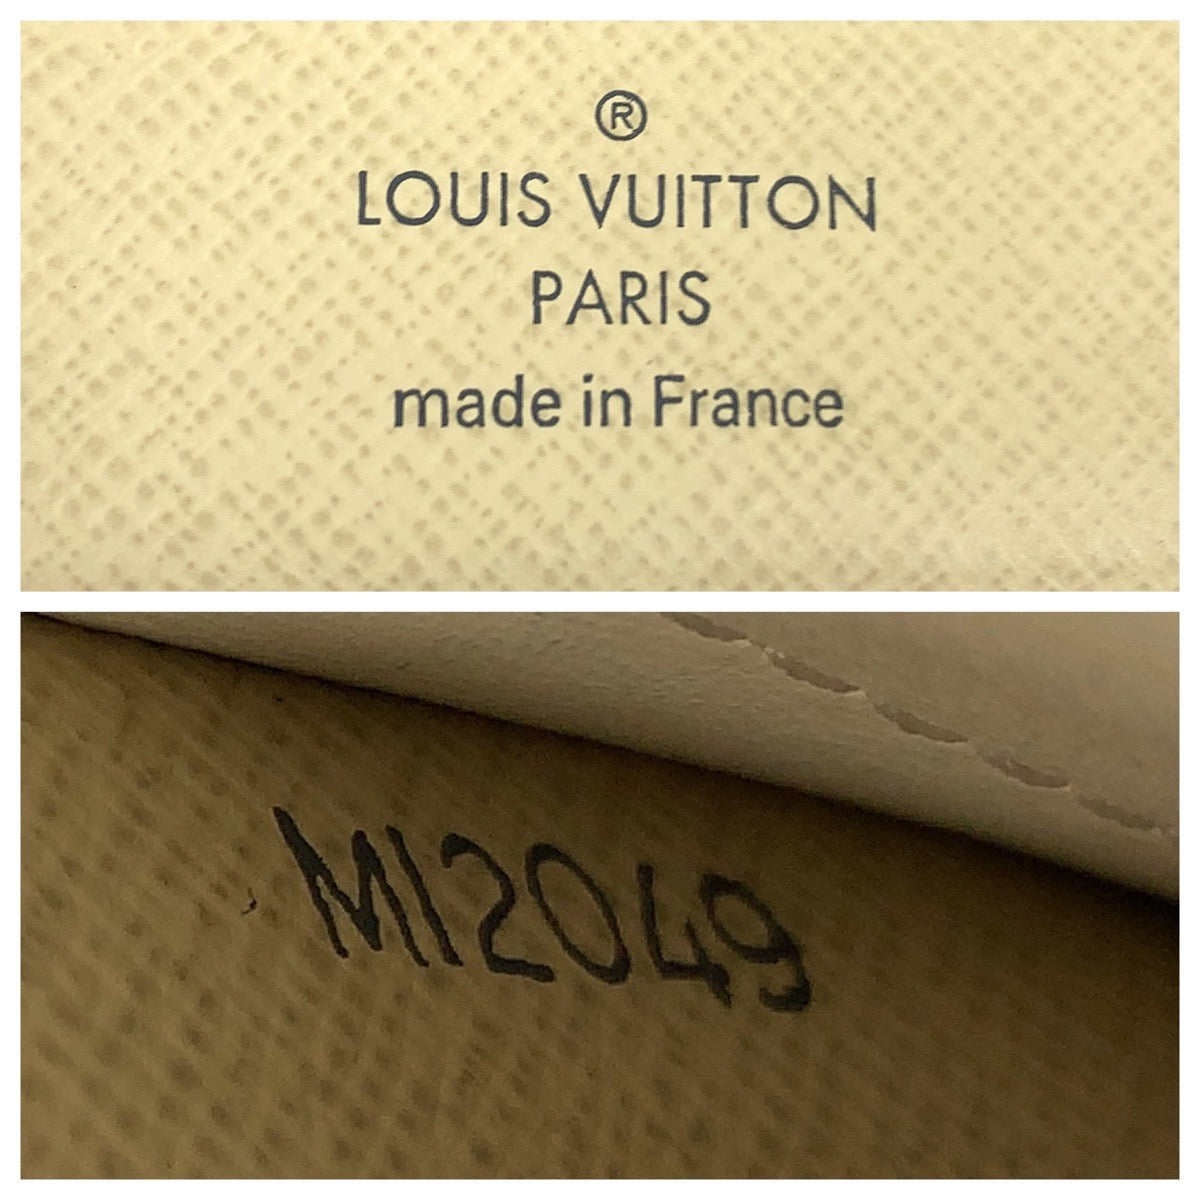 ®
LOUIS VUITTON
PARIS
made in France
MI2049